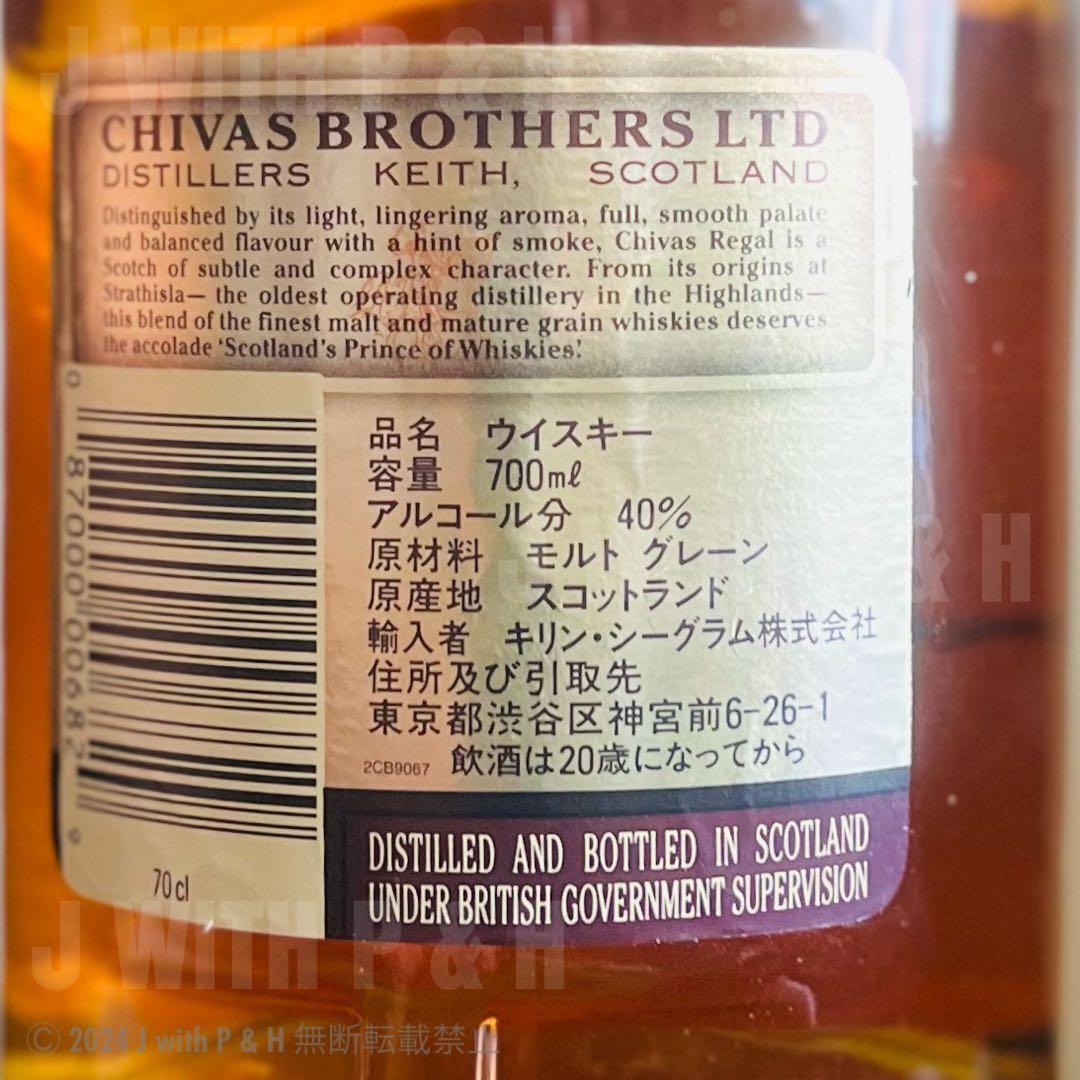 J WITH P & H
CHIVAS BROTHERS LTD
DISTILLERS KEITH, SCOTLAND
Distinguished by its light, lingering aroma, full, smooth palate
and balanced flavour with a hint of smoke, Chivas Regal is a
Scotch of subtle and complex character. From its origins at
Strathisla— the oldest operating distillery in the Highlands—
this blend of the finest malt and mature grain whiskies deserves
the accolade ‘Scotland's Prince of Whiskies’.
0 87000 00682 9
70 cl
品名 ウイスキー
容量 700mℓ
アルコール分 40%
原材料 モルト グレーン
原産地 スコットランド
輸入者 キリン・シーグラム株式会社
住所及び引取先
東京都渋谷区神宮前6-26-1
2CB9067 飲酒は20歳になってから
DISTILLED AND BOTTLED IN SCOTLAND
UNDER BRITISH GOVERNMENT SUPERVISION
J WITH P & H
J WITH P & H
© 2024 J with P & H 無断転載禁止